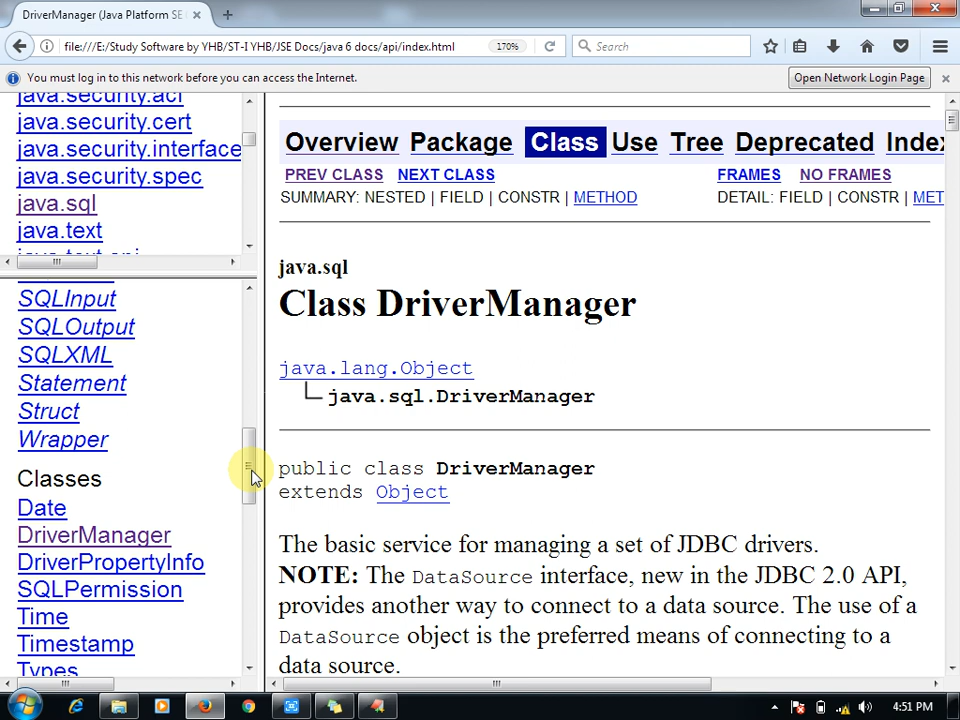 DriverManager (Java Platform SE
file:///E:/Study Software by YHB/ST-I YHB/JSE Docs/java 6 docs/api/index.html
170%
Search
You must log in to this network before you can access the Internet.
Open Network Login Page
java.security.acl
java.security.cert
java.security.interface
java.security.spec
java.sql
java.text
SQLInput
SQLOutput
SQLXML
Statement
Struct
Wrapper
Classes
Date
DriverManager
DriverPropertyInfo
SQLPermission
Time
Timestamp
Types
Overview Package Class Use Tree Deprecated Index
PREV CLASS NEXT CLASS FRAMES NO FRAMES
SUMMARY: NESTED | FIELD | CONSTR | METHOD DETAIL: FIELD | CONSTR | MET
java.sql
Class DriverManager
java.lang.Object
java.sql.DriverManager
public class DriverManager
extends Object
The basic service for managing a set of JDBC drivers.
NOTE: The DataSource interface, new in the JDBC 2.0 API,
provides another way to connect to a data source. The use of a
DataSource object is the preferred means of connecting to a
data source.
4:51 PM